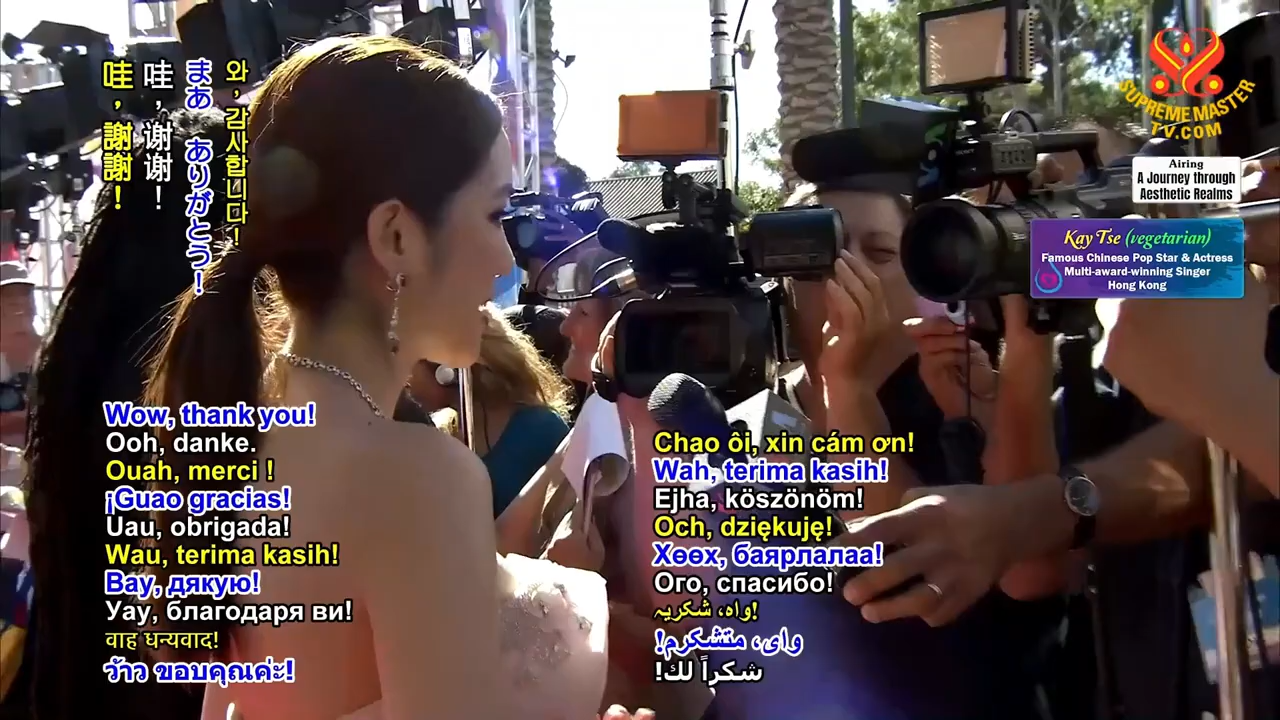 哇，謝謝！
哇，谢谢！
まあ ありがとう！
와，감사합니다！
SUPREME MASTER
TV.COM
Airing
A Journey through
Aesthetic Realms
Kay Tse (vegetarian)
Famous Chinese Pop Star & Actress
Multi-award-winning Singer
Hong Kong
Wow, thank you!
Ooh, danke.
Ouah, merci !
¡Guao gracias!
Uau, obrigada!
Wau, terima kasih!
Вау, дякую!
Уау, благодаря ви!
वाह धन्यवाद!
ว้าว ขอบคุณค่ะ!
Chao ôi, xin cám ơn!
Wah, terima kasih!
Ejha, köszönöm!
Och, dziękuję!
Хөөх, баярлалаа!
Ого, спасибо!
واه، شکریہ!
وای، متشکرم!
شكراً لك!